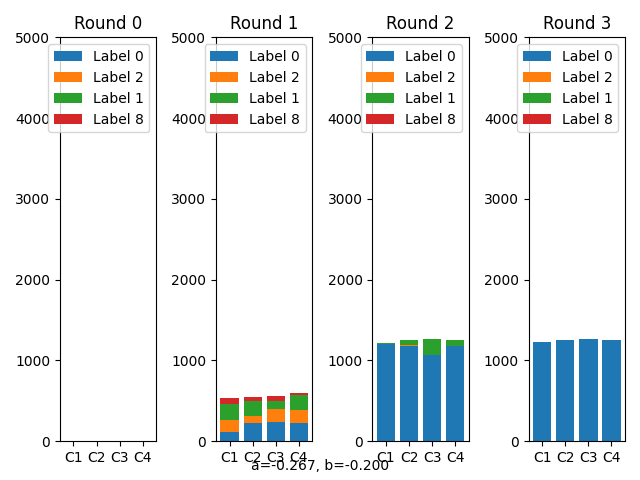 Round 0
5000
4000
3000
2000
1000
0
Label 0
Label 2
Label 1
Label 8
C1 C2 C3 C4
Round 1
5000
4000
3000
2000
1000
0
Label 0
Label 2
Label 1
Label 8
C1 C2 C3 C4
Round 2
5000
4000
3000
2000
1000
0
Label 0
Label 2
Label 1
Label 8
C1 C2 C3 C4
Round 3
5000
4000
3000
2000
1000
0
Label 0
Label 2
Label 1
Label 8
C1 C2 C3 C4
a=-0.267, b=-0.200